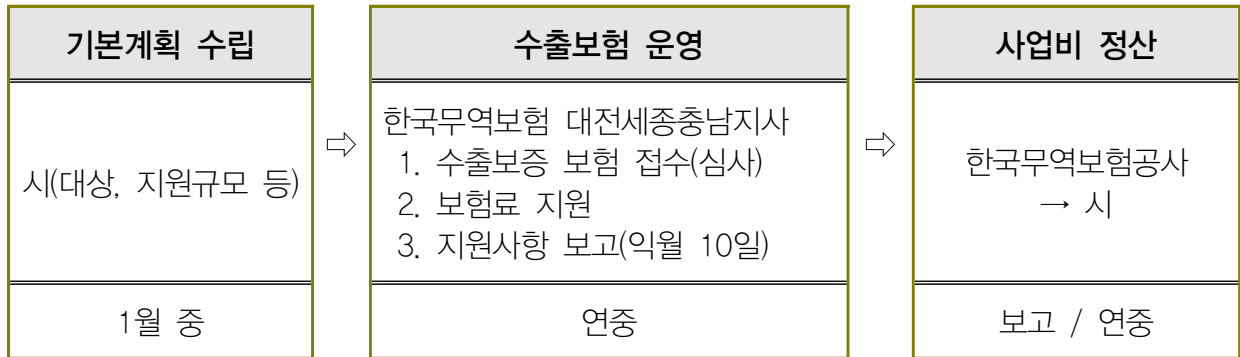 기본계획 수립
시(대상, 지원규모 등)
1월 중
⇨
수출보험 운영
한국무역보험 대전세종충남지사
1. 수출보증 보험 접수(심사)
2. 보험료 지원
3. 지원사항 보고(익월 10일)
연중
⇨
사업비 정산
한국무역보험공사
→ 시
보고 / 연중